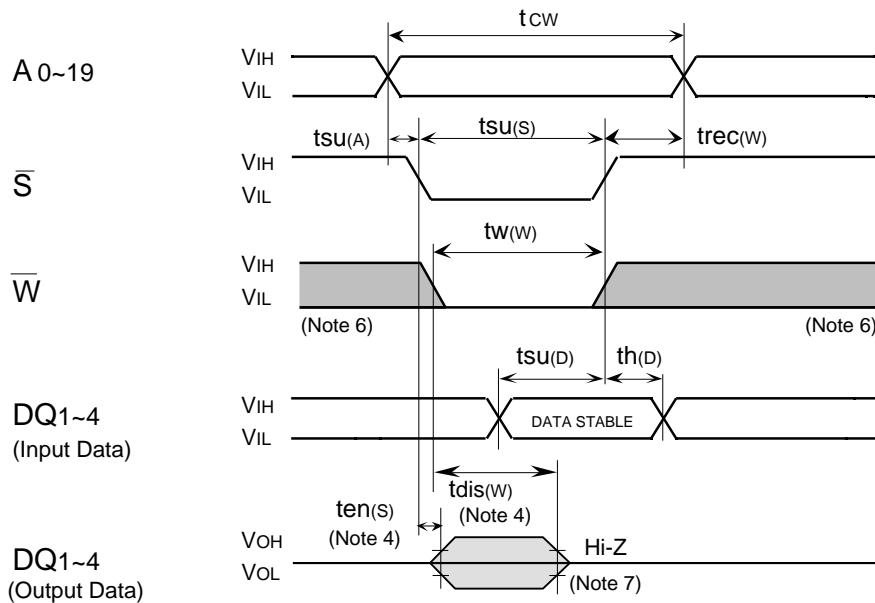 tCW
A 0~19
VIH
VIL
tsu(A)
tsu(S)
trec(W)
S
VIH
VIL
tw(W)
W
VIH
VIL
(Note 6)
(Note 6)
tsu(D)
th(D)
DQ1~4
(Input Data)
VIH
VIL
DATA STABLE
tdis(W)
ten(S)
(Note 4)
(Note 4)
DQ1~4
(Output Data)
VOH
VOL
Hi-Z
(Note 7)